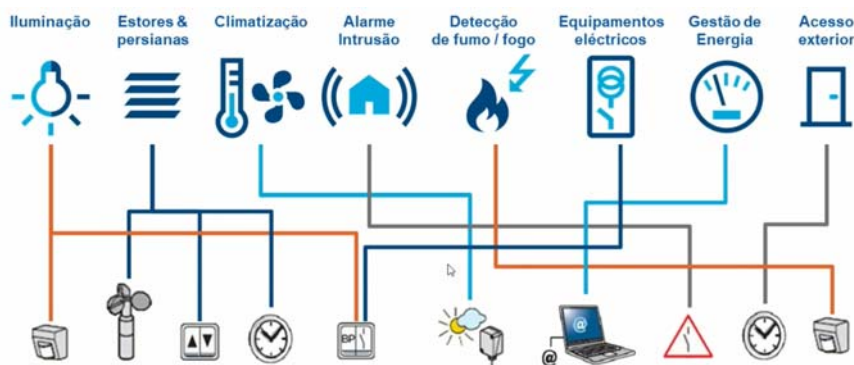 Iluminação
Estores &
persianas
Climatização
Alarme
Intrusão
Detecção
de fumo / fogo
Equipamentos
eléctricos
Gestão de
Energia
Acesso
exterior
BP
@
@